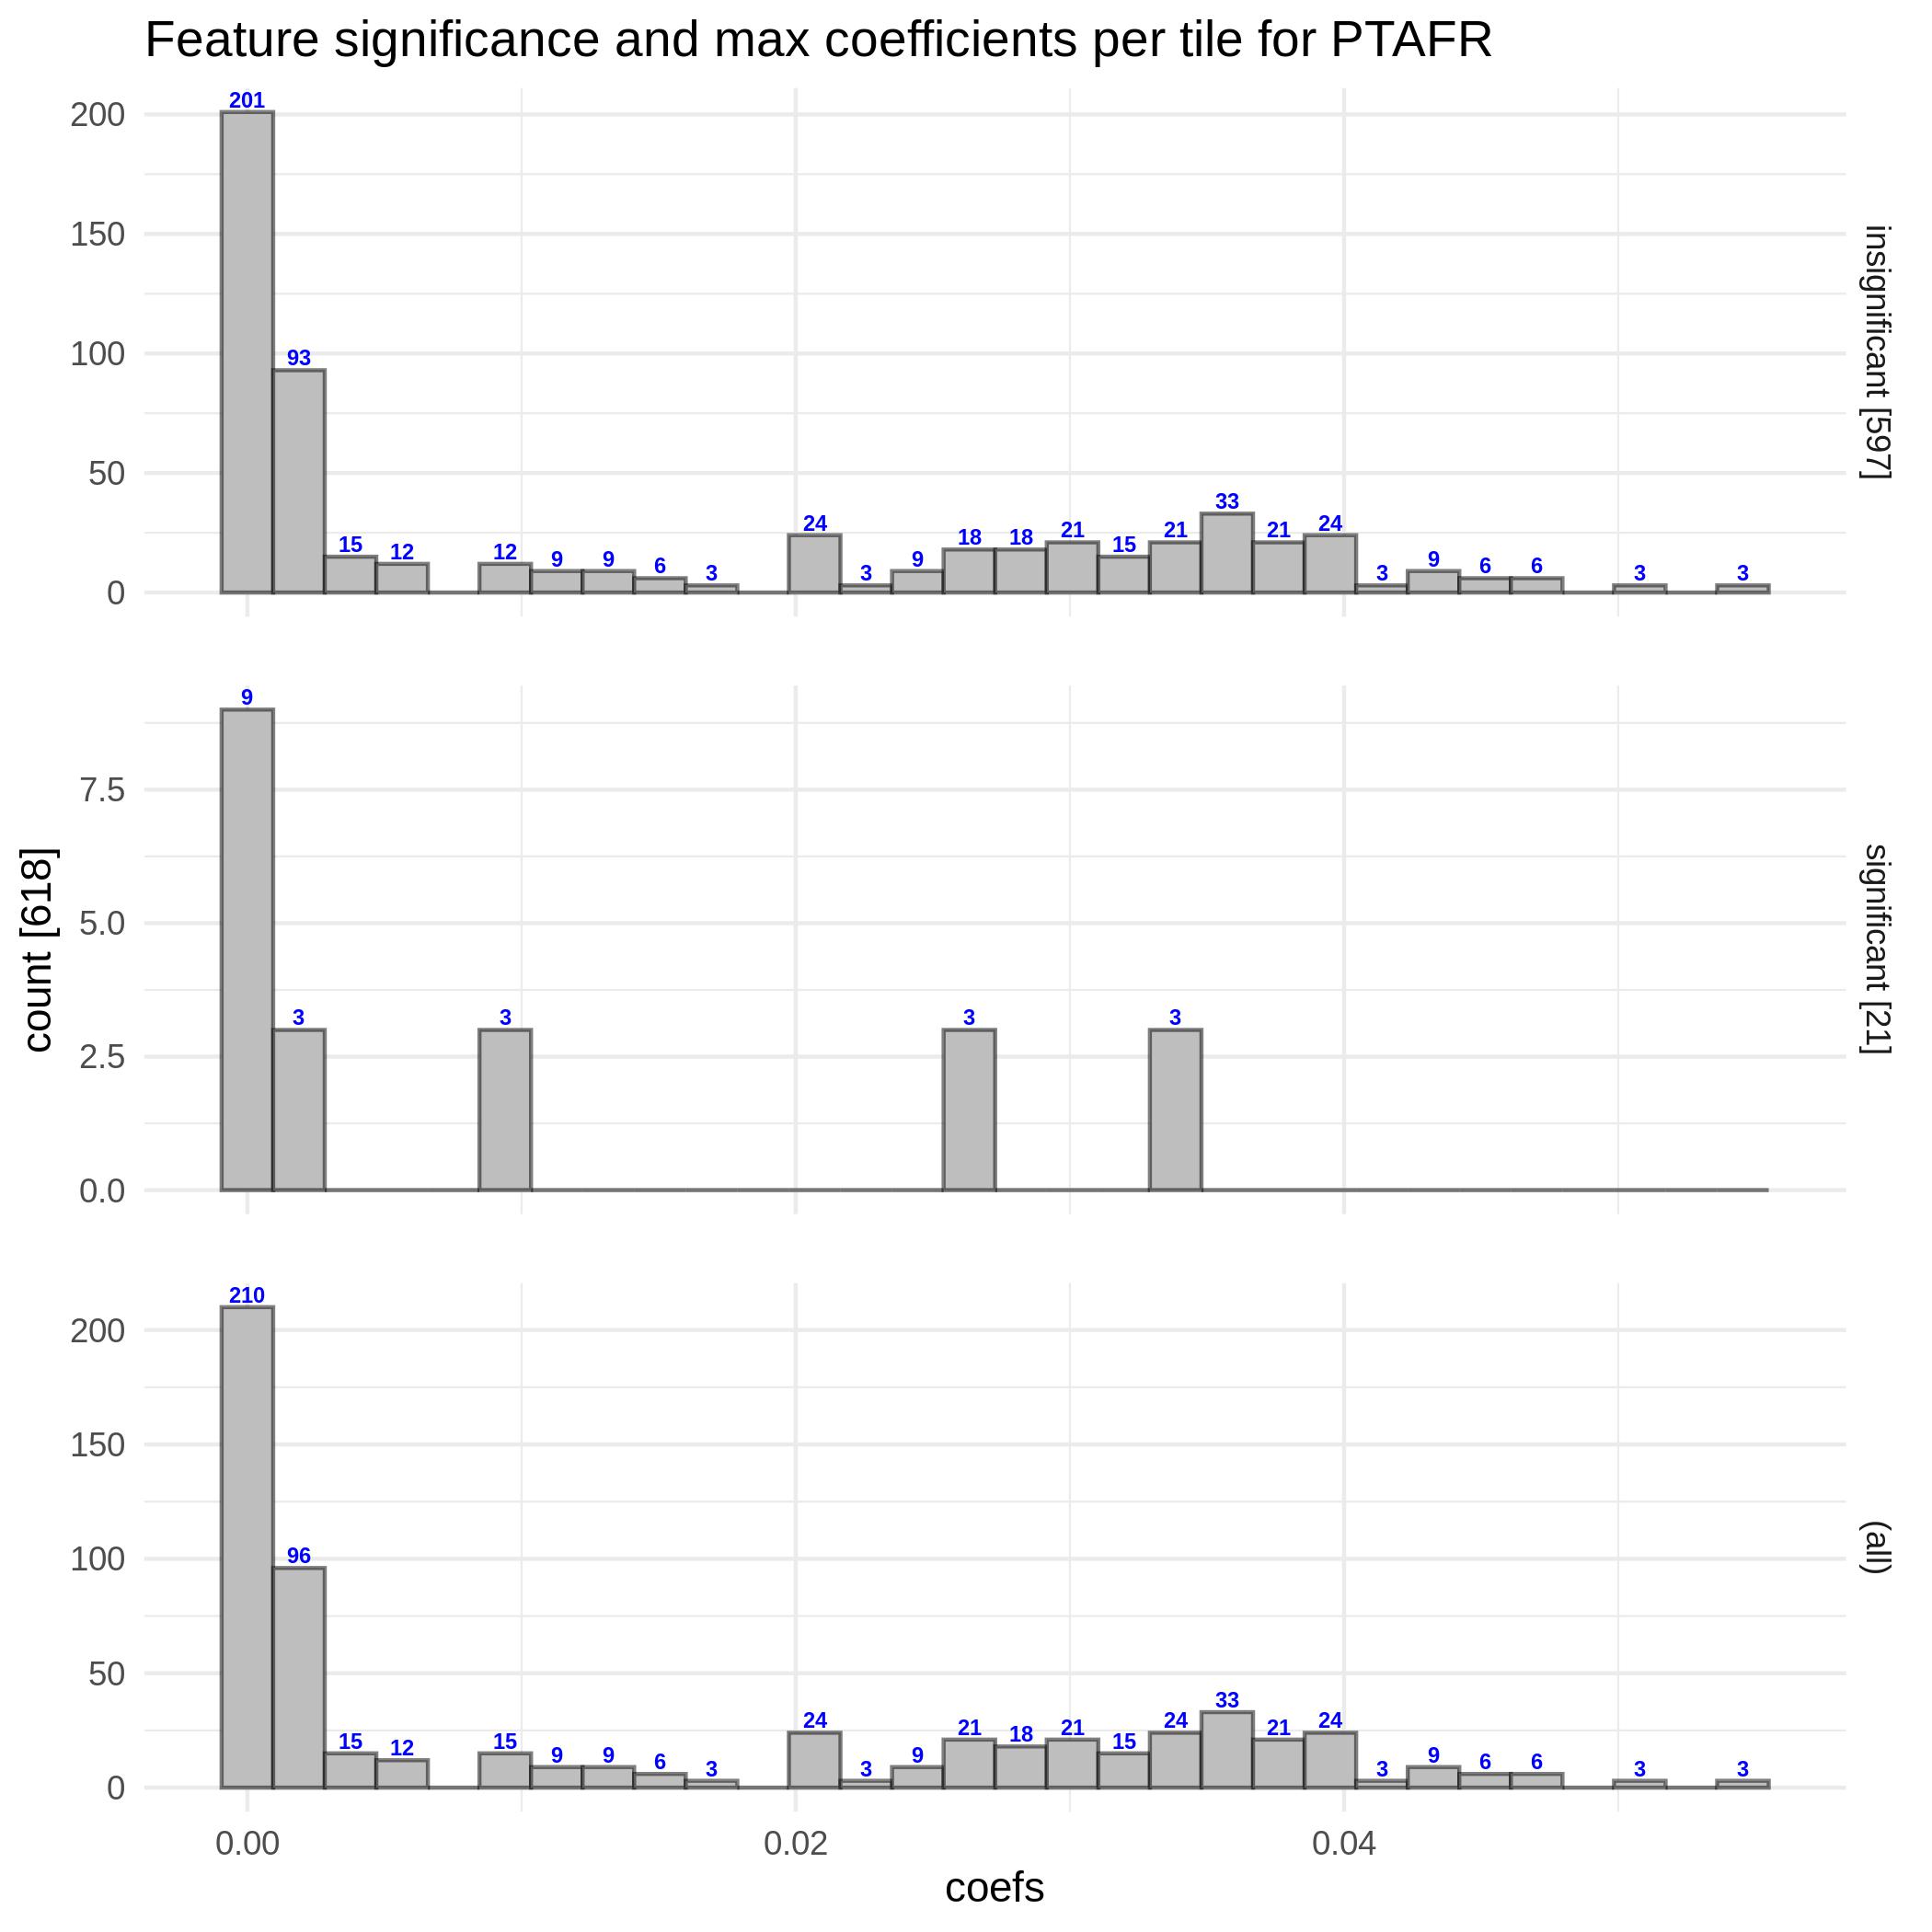 Feature significance and max coefficients per tile for PTAFR
201
200
150
100
93
50
15 12 12 9 9 6 3 24 3 9 18 18 21 15 21 33 21 24 3 9 6 6 3 3
0
insignificant [597]
9
7.5
5.0
3 3 3 3
2.5
0.0
significant [21]
count [618]
210
200
150
100
96
50
15 12 15 9 9 6 3 24 3 9 21 18 21 15 24 33 21 24 3 9 6 6 3 3
0
(all)
0.00 0.02 0.04
coefs